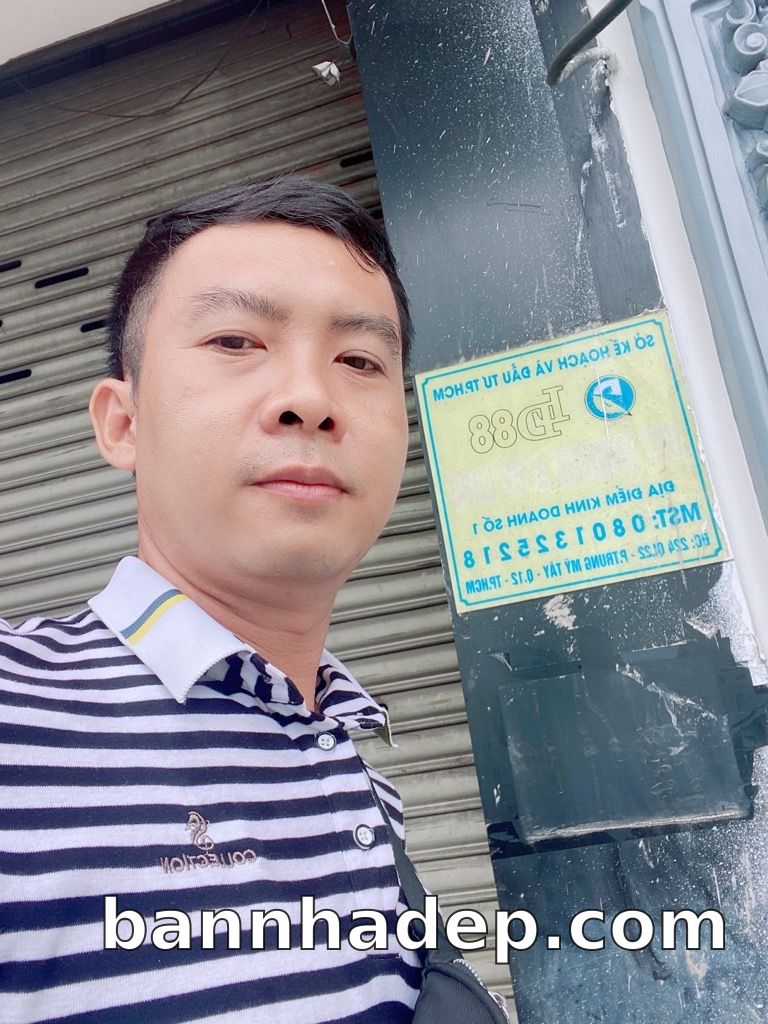 SỞ KẾ HOẠCH VÀ ĐẦU TƯ TP.HCM
ĐỊA ĐIỂM KINH DOANH SỐ 1
MST: 0801325218
ĐC: 224 QL22 - P.TRUNG MỸ TÂY - Q.12 - TP.HCM
COLLECTION
bannhadep.com